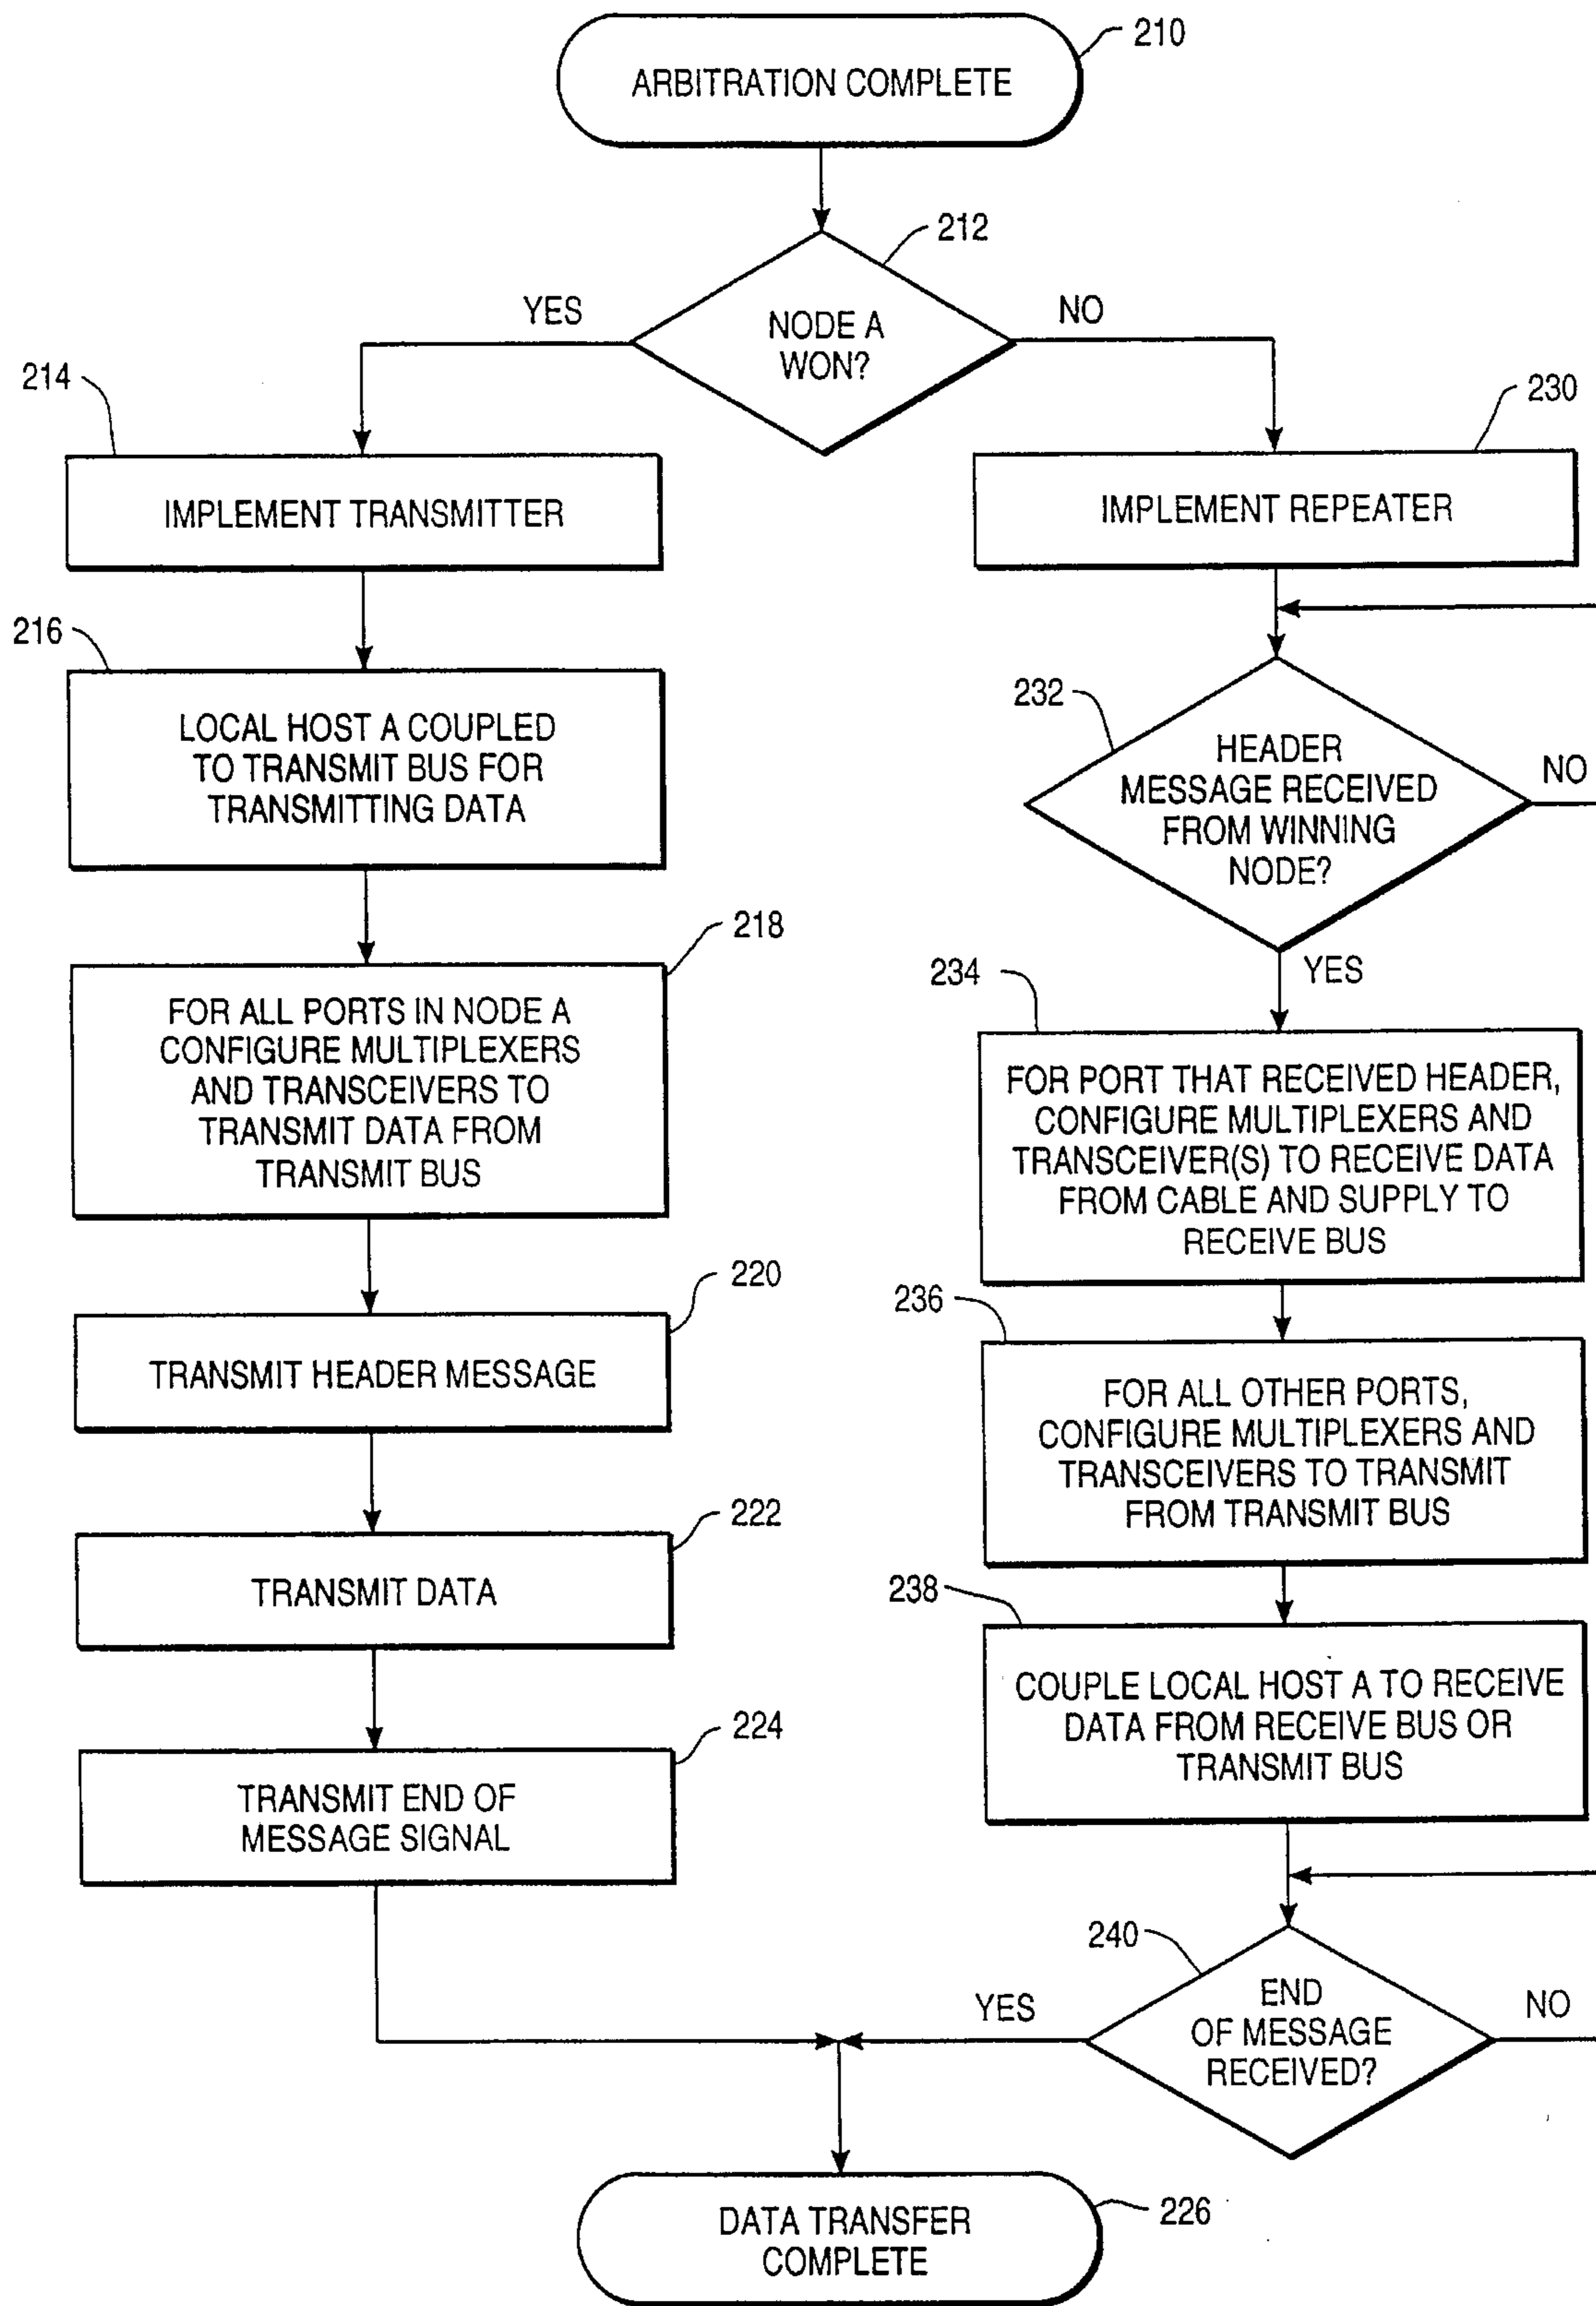 210
ARBITRATION COMPLETE
212
YES
NO
NODE A
WON?
214
IMPLEMENT TRANSMITTER
216
LOCAL HOST A COUPLED
TO TRANSMIT BUS FOR
TRANSMITTING DATA
218
FOR ALL PORTS IN NODE A
CONFIGURE MULTIPLEXERS
AND TRANSCEIVERS TO
TRANSMIT DATA FROM
TRANSMIT BUS
220
TRANSMIT HEADER MESSAGE
222
TRANSMIT DATA
224
TRANSMIT END OF
MESSAGE SIGNAL
230
IMPLEMENT REPEATER
232
HEADER
MESSAGE RECEIVED
FROM WINNING
NODE?
NO
YES
234
FOR PORT THAT RECEIVED HEADER,
CONFIGURE MULTIPLEXERS AND
TRANSCEIVER(S) TO RECEIVE DATA
FROM CABLE AND SUPPLY TO
RECEIVE BUS
236
FOR ALL OTHER PORTS,
CONFIGURE MULTIPLEXERS AND
TRANSCEIVERS TO TRANSMIT
FROM TRANSMIT BUS
238
COUPLE LOCAL HOST A TO RECEIVE
DATA FROM RECEIVE BUS OR
TRANSMIT BUS
240
END
OF MESSAGE
RECEIVED?
YES
NO
DATA TRANSFER
COMPLETE
226